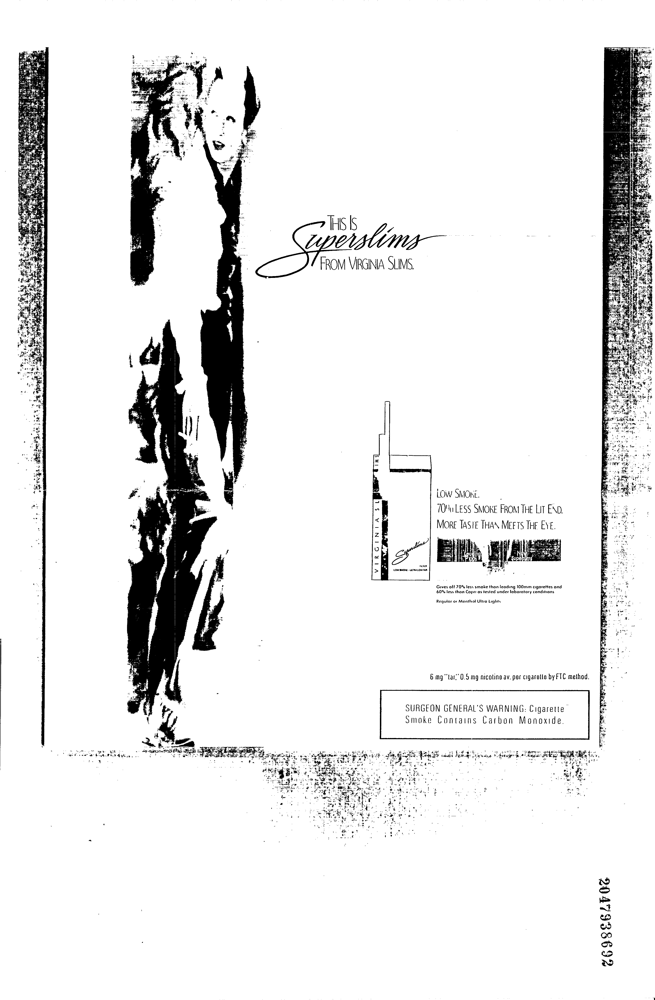 THIS IS
Superslims
FROM VIRGINIA SLIMS.
VIRGINIA SL
Superslims
LOW SMOKE.
70% LESS SMOKE FROM THE LIT END.
MORE TASTE THAN MEETS THE EYE.
Gives off 70% less smoke than leading 100mm cigarettes and
60% less than Capri as tested under laboratory conditions
Regular or Menthol Ultra Lights.
6 mg "tar," 0.5 mg nicotine av. per cigarette by FTC method.
SURGEON GENERAL'S WARNING: Cigarette
Smoke Contains Carbon Monoxide.
2047938692